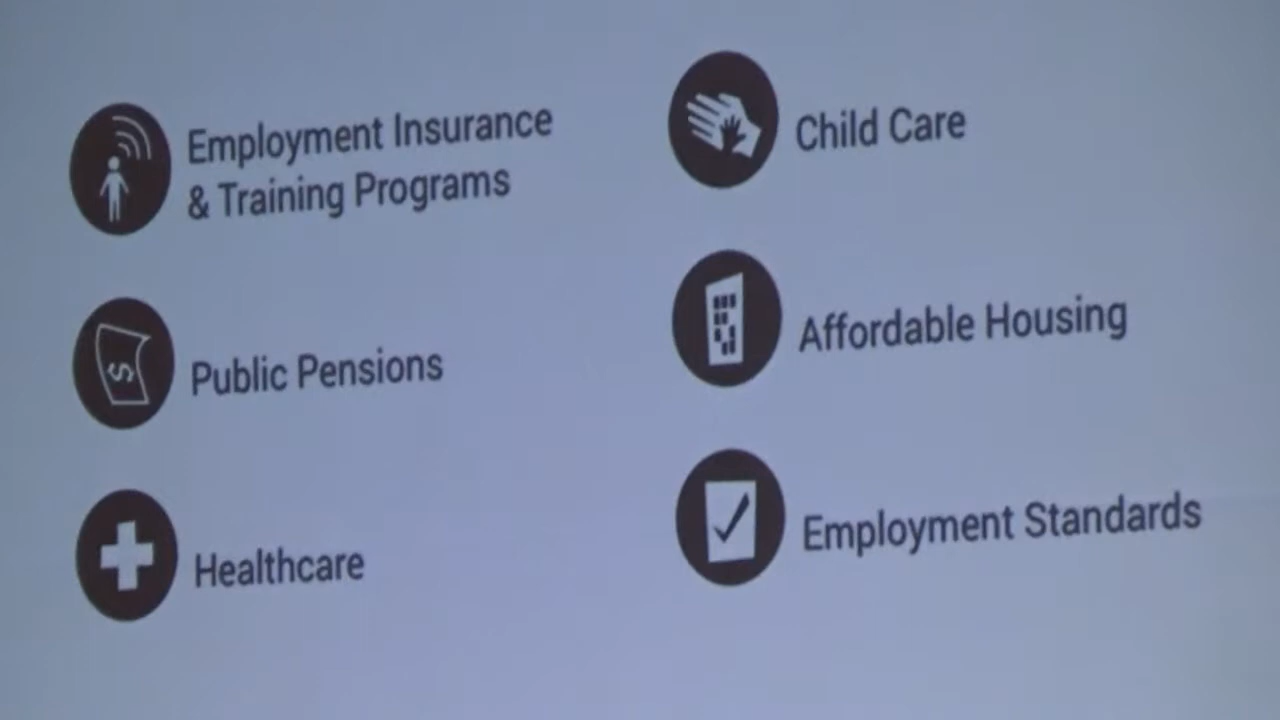 Employment Insurance
& Training Programs
Public Pensions
Healthcare
Child Care
Affordable Housing
Employment Standards